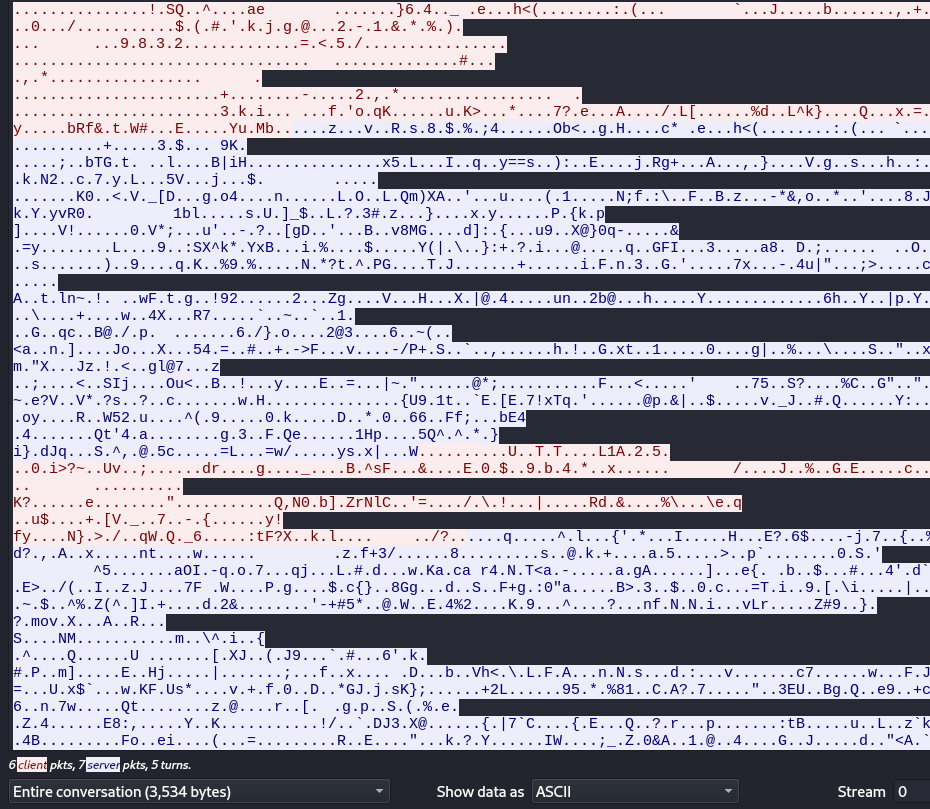 ...............!.SQ..^....ae        .......}6.4.._ .e...h<(........:.(...       `...J.....b.......,.+.
..0.../...........$.(.#.'.k.j.g.@...2.-.1.&.*.%.).
...      ...9.8.3.2.............=.<.5./................
.................................   ..............#...
.,.*.................      .
.......................+........-.....2.,.*.................  .
.......................3.k.i.......f.'o.qK......u.K>...*....7?.e...A..../.L[......%d..L^k}....Q...x.=.
y.....bRf&.t.W#...E.....Yu.Mb......z...v..R.s.8.$.%.;4......Ob<..g.H....c* .e...h<(........:.(... `...
..........+.....3.$... 9K.
.....;..bTG.t. ..l....B|iH...............x5.L...I..q..y==s..):..E....j.Rg+...A...,.}....V.g..s...h..:.
.k.N2..c.7.y.L...5V...j...$.        .....
.......K0..<.V._[D...g.o4....n......L.O..L.Qm)XA..'...u....(.1.....N;f.:\..F..B.z...-*&,o..*..'....8.J
k.Y.yvR0.         1bl.....s.U.]_$..L.?.3#.z...}....x.y......P.{k.p
]....V!......0.V*;...u'..-.?..[gD..'...B..v8MG....d]:.{...u9..X@}0q-.....&
.=y........L....9..:SX^k*.YxB...i.%....$.....Y(|.\..}:+.?.i...@.....q..GFI...3.....a8. D.;.....  ..O.
..s.......)..9....q.K..%9.%.....N.*?t.^.PG....T.J.......+......i.F.n.3..G.'.....7x...-.4u|"...;>.....c
.....
A..t.ln~.!. ..wF.t.g..!92......2...Zg....V...H...X.|@.4.....un..2b@...h.....Y.............6h..Y..|p.Y.
..\....+....w..4X...R7.....`..~..`..1.
..G..qc..B@./.p.  .......6./}.o....2@3....6..~(..
<a..n.]....Jo...X...54.=..#..+.->F...v....-/P+.S..`..,......h.!..G.xt..1.....0....g|..%...\....S.."..x
m."X...Jz.!.<..gl@7...z
..;....<..SIj....Ou<..B..!...y....E..=...|~."......@*;...........F...<.....'    ..75..S?....%C..G"..".
~.e?V..V*.?s..?..c.......w.H..............{U9.1t..`E.[E.7!xTq.'......@p.&|..$.....v._J..#.Q......Y:..
.oy....R..W52.u....^(.9.....0.k.....D..*.0..66..Ff;...bE4
.4.......Qt'4.a........g.3..F.Qe......1Hp....5Q^.^.* }
i}.dJq...S.^,.@.5c.....=L...=w/.....ys.x|...W..........U..T.T....L1A.2.5.
..0.i>?~..Uv..;......dr....g...._....B.^sF...&....E.0.$..9.b.4.*..x......       /....J..%..G.E.....c..
..       ..........
K?......e........"...........Q,N0.b].ZrNlC..'=..../.\.!...|.....Rd.&....%\....\e.q
..u$....+.[V._..7..-.{......y!
fy....N}.>./..qW.Q._6.....:tF?X..k.l....     ../?......q.....^.l...{'.*...I.....H...E?.6$....-j.7..{..%
d?.,.A..x.....nt....w......            .z.f+3/......8.........s..@.k.+...a.5.....>..p`........0.S.'
         ^5.......aOI.-q.o.7...qj...L.#.d...w.Ka.ca r4.N.T<a.-.....a.gA......]...e{. .b..$...#...4'.d`
.E>../(..I..z.J....7F .W....P.g....$.c{}..8Gg...d..S..F+g.:0"a.....B>.3..$..0.c...=T.i..9.[.\i.....|..
.~.$..^%.Z(^.]I.+....d.2&........'-+#5*..@.W..E.4%2....K.9...^....?...nf.N.N.i...vLr.....Z#9..}.
?.mov.X...A..R...
S....NM...........m..\^.i..{
.^....Q......U .......[.XJ..(.J9...`.#...6'.k.
#.P..m].....E..Hj.....|.......;...f..x.... .D...b..Vh<.\.L.F.A...n.N.s...d.:...v.......c7......w...F.J
=...U.x$`...w.KF.Us*....v.+.f.0..D..*GJ.j.sK};......+2L......95.*.%81..C.A?.7....."..3EU..Bg.Q..e9..+c
6..n.7w.....Qt........z.@....r..[.  .g.p..S.(.%.e.
.Z.4......E8:,.....Y..K...........!/..`.DJ3.X@......{.|7`C....{.E...Q..?.r...p.......:tB.....u..L..z`k
.4B.........Fo..ei....(...=.........R..E...."...k.?.Y......IW....;_.Z.0&A..1.@..4....G..J.....d.."<A.`
6 client pkts, 7 server pkts, 5 turns.
Entire conversation (3,534 bytes)
Show data as
ASCII
Stream
0